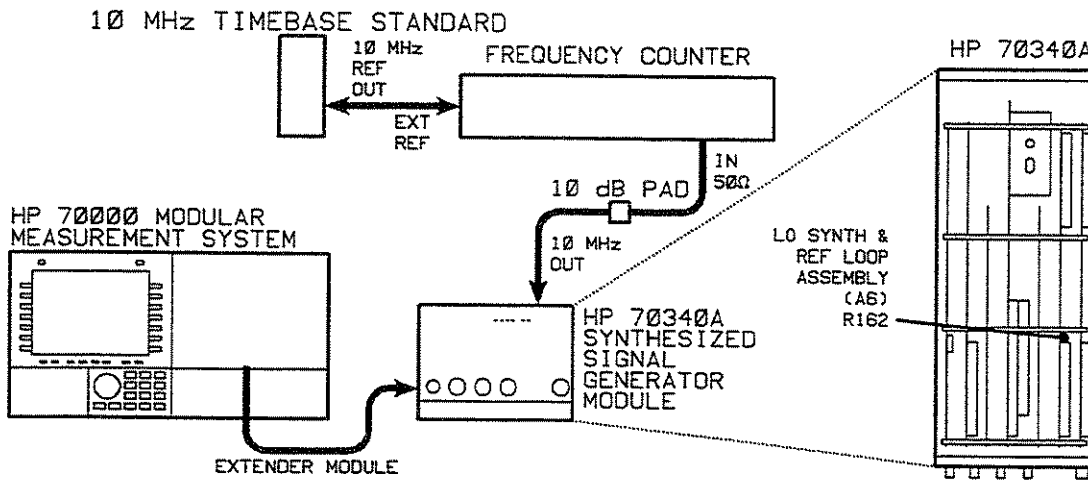 10 MHz TIMEBASE STANDARD
10 MHz
REF
OUT
EXT
REF
FREQUENCY COUNTER
HP 70340A
IN
50Ω
10 dB PAD
10 MHz
OUT
HP 70000 MODULAR
MEASUREMENT SYSTEM
LO SYNTH &
REF LOOP
ASSEMBLY
(A6)
R162
HP 70340A
SYNTHESIZED
SIGNAL
GENERATOR
MODULE
EXTENDER MODULE